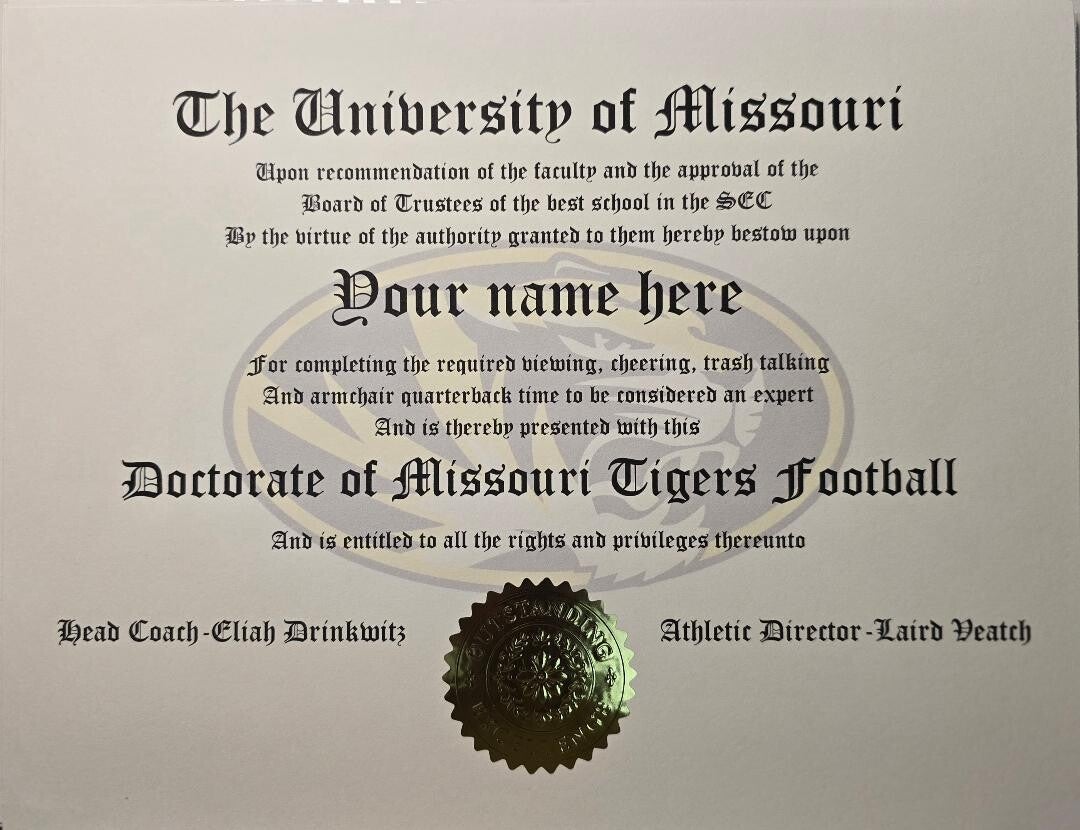 The University of Missouri
Upon recommendation of the faculty and the approval of the
Board of Trustees of the best school in the SEC
By the virtue of the authority granted to them hereby bestow upon
Your name here
For completing the required viewing, cheering, trash talking
And armchair quarterback time to be considered an expert
And is thereby presented with this
Doctorate of Missouri Tigers Football
And is entitled to all the rights and privileges thereunto
Head Coach-Eliah Drinkwitz
Athletic Director-Laird Veatch
OUTSTANDING